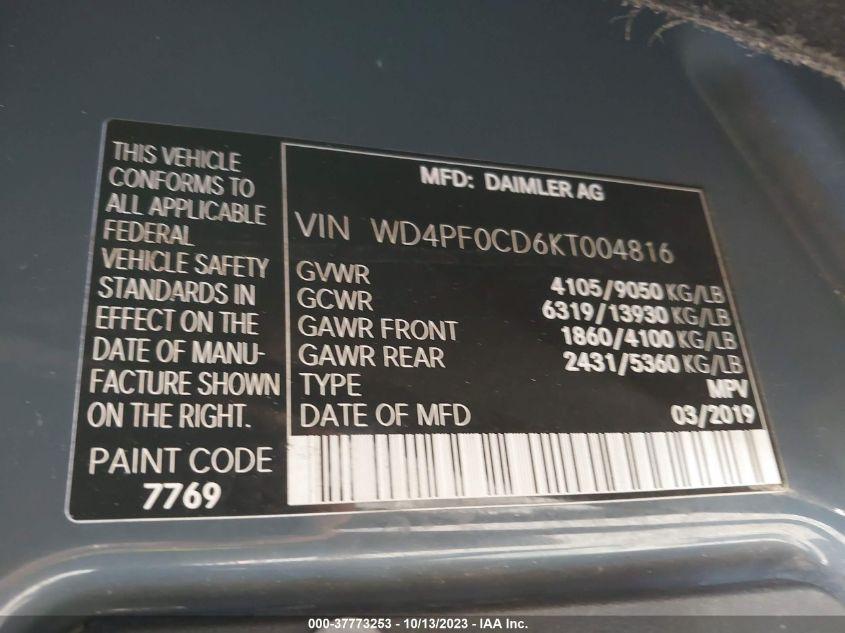 THIS VEHICLE
CONFORMS TO
ALL APPLICABLE
FEDERAL
VEHICLE SAFETY
STANDARDS IN
EFFECT ON THE
DATE OF MANU-
FACTURE SHOWN
ON THE RIGHT.
PAINT CODE
7769
MFD: DAIMLER AG
VIN WD4PF0CD6KT004816
GVWR 4105/9050 KG/LB
GCWR 6319/13930 KG/LB
GAWR FRONT 1860/4100 KG/LB
GAWR REAR 2431/5360 KG/LB
TYPE MPV
DATE OF MFD 03/2019
000-37773253 - 10/13/2023 - IAA Inc.